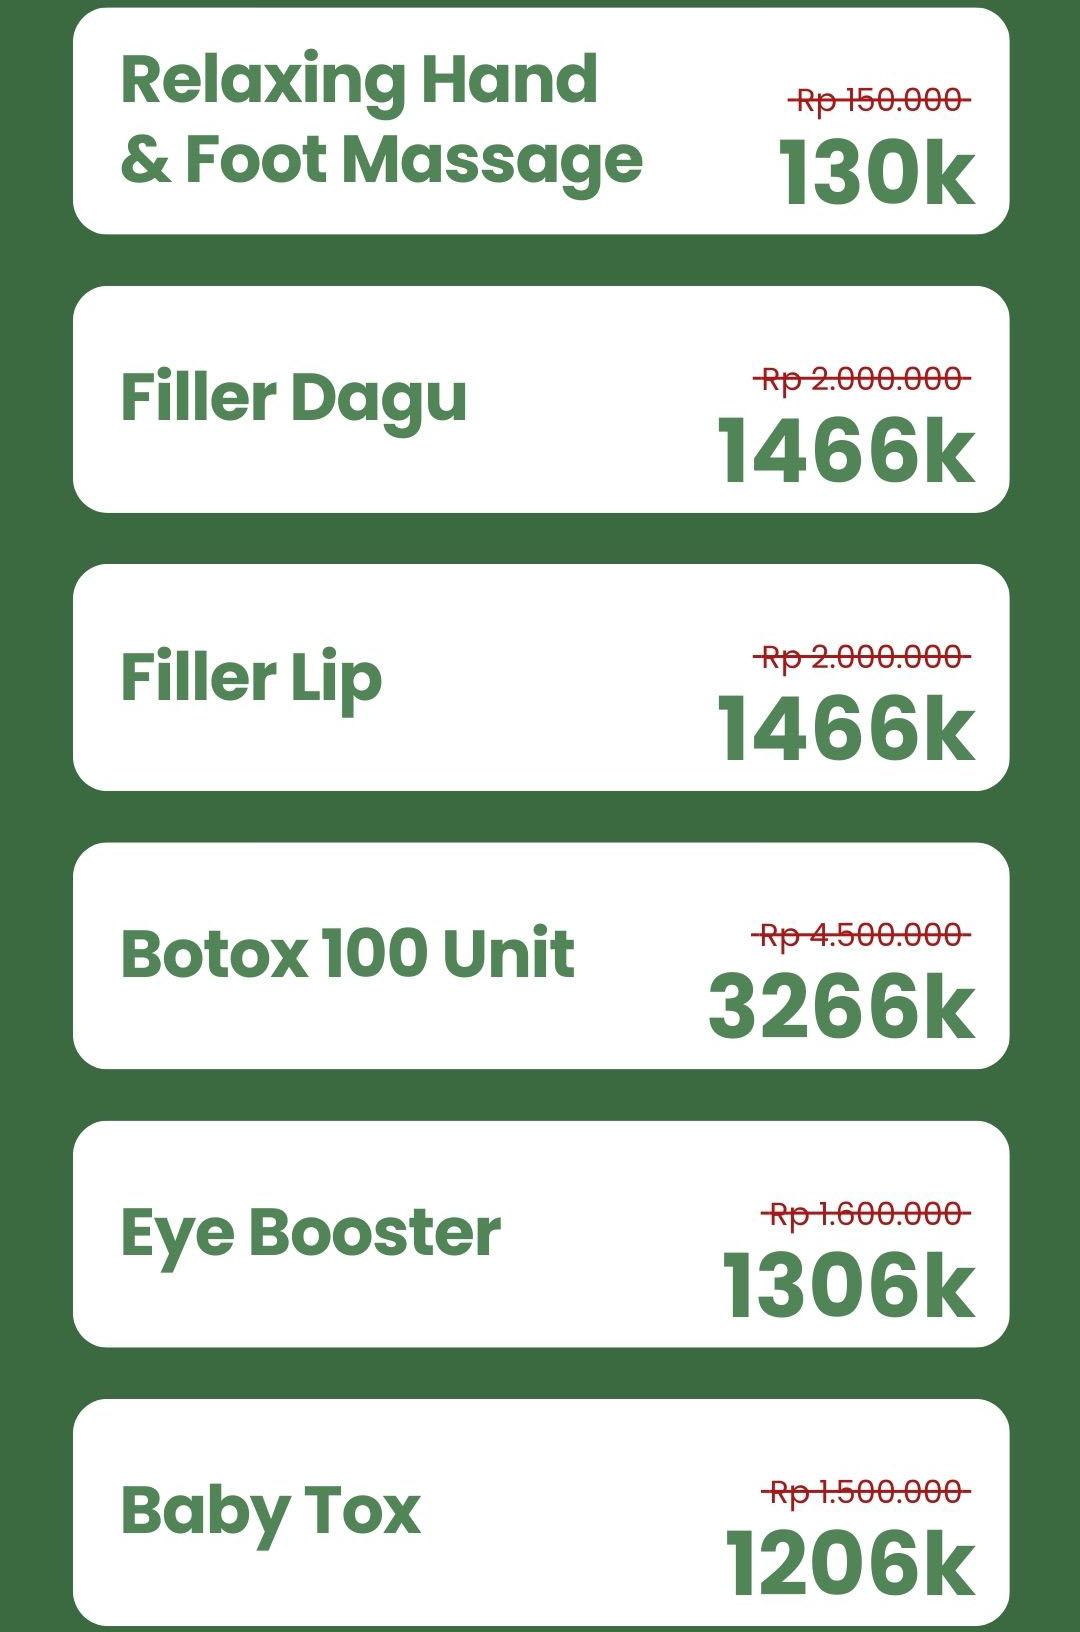 Relaxing Hand
& Foot Massage
Rp 150.000
130k
Filler Dagu
Rp 2.000.000
1466k
Filler Lip
Rp 2.000.000
1466k
Botox 100 Unit
Rp 4.500.000
3266k
Eye Booster
Rp 1.600.000
1306k
Baby Tox
Rp 1.500.000
1206k